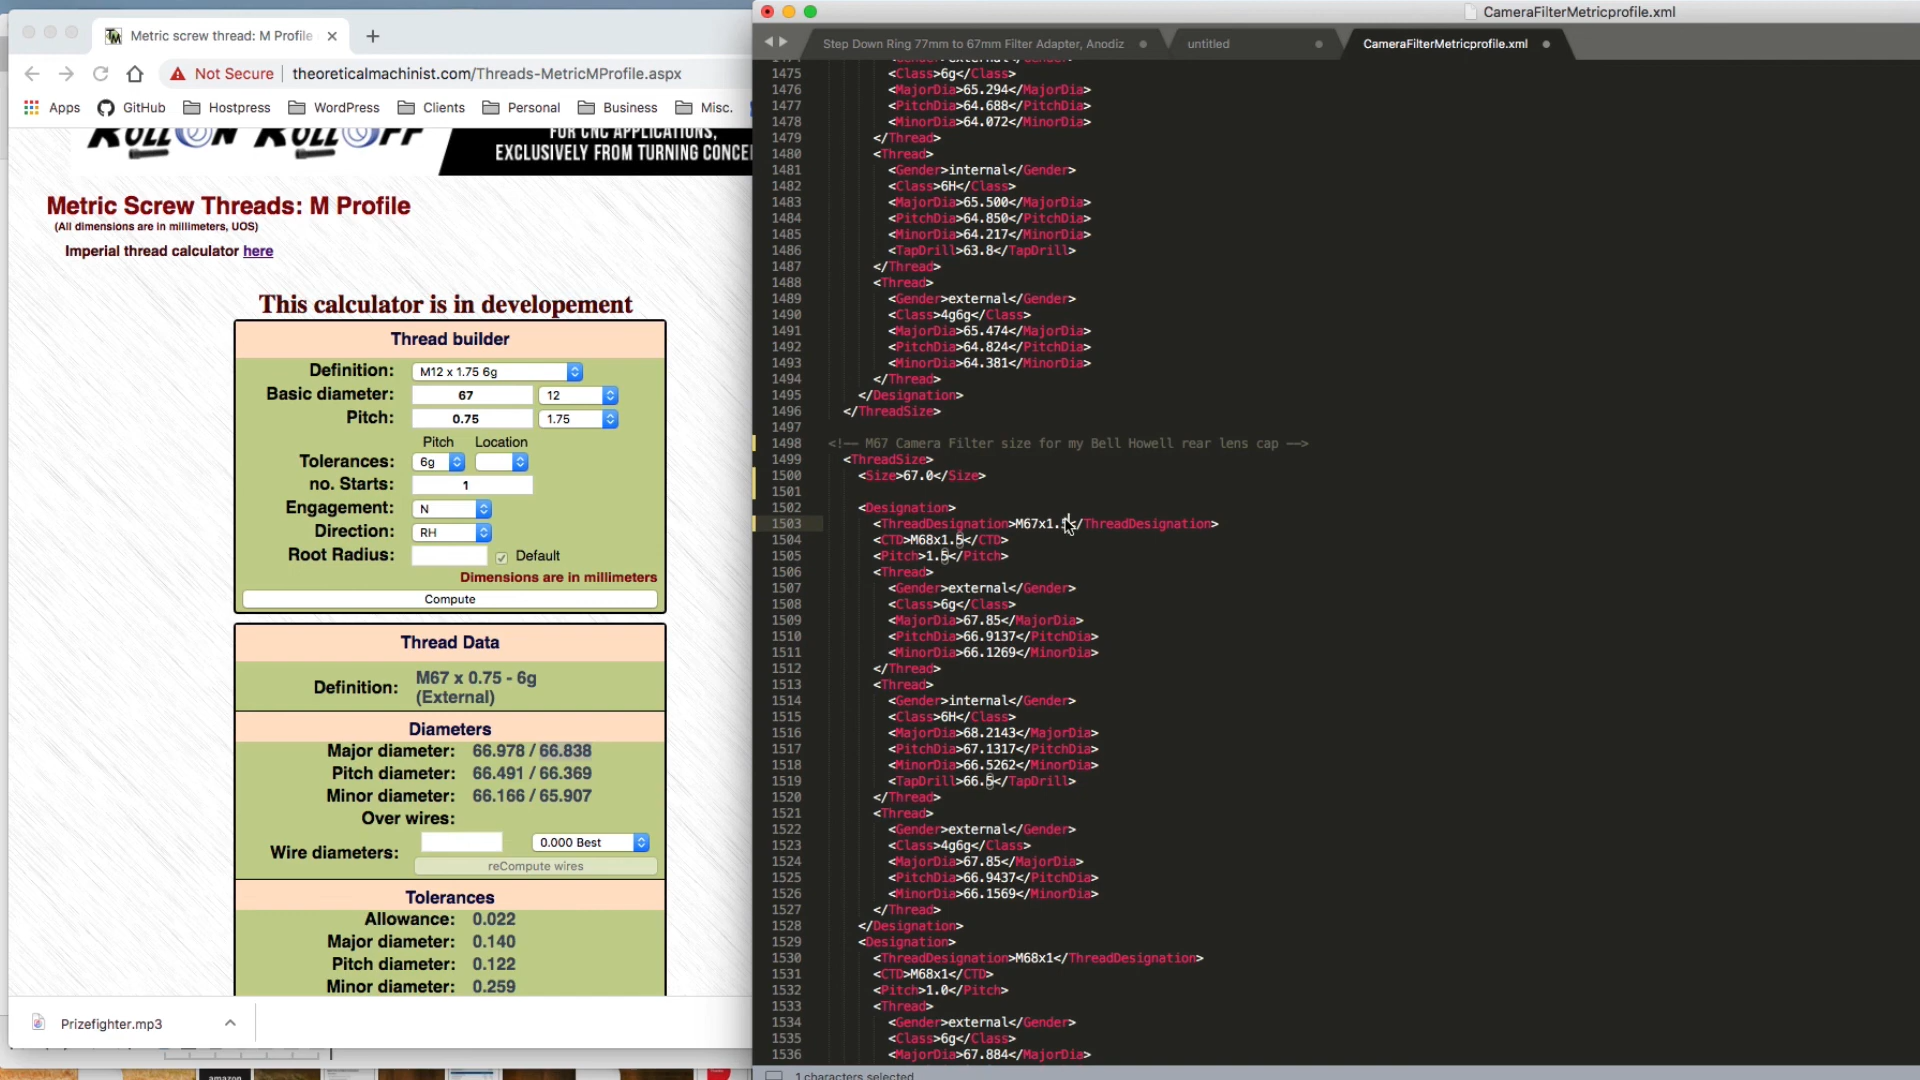 Metric screw thread: M Profile
Not Secure
theoreticalmachinist.com/Threads-MetricMProfile.aspx
Apps
GitHub
Hostpress
WordPress
Clients
Personal
Business
Misc.
ROLL ON ROLL OFF
FOR CNC APPLICATIONS,
EXCLUSIVELY FROM TURNING CONCE
Metric Screw Threads: M Profile
(All dimensions are in millimeters, UOS)
Imperial thread calculator here
This calculator is in developement
Thread builder
Definition: M12 x 1.75 6g
Basic diameter: 67 12
Pitch: 0.75 1.75
Pitch Location
Tolerances: 6g
no. Starts: 1
Engagement: N
Direction: RH
Root Radius: Default
Dimensions are in millimeters
Compute
Thread Data
Definition: M67 x 0.75 - 6g
(External)
Diameters
Major diameter: 66.978 / 66.838
Pitch diameter: 66.491 / 66.369
Minor diameter: 66.166 / 65.907
Over wires:
Wire diameters: 0.000 Best
reCompute wires
Tolerances
Allowance: 0.022
Major diameter: 0.140
Pitch diameter: 0.122
Minor diameter: 0.259
Prizefighter.mp3
amazon
CameraFilterMetricprofile.xml
Step Down Ring 77mm to 67mm Filter Adapter, Anodiz
untitled
CameraFilterMetricprofile.xml
1474 <Gender>external</Gender>
1475 <Class>6g</Class>
1476 <MajorDia>65.294</MajorDia>
1477 <PitchDia>64.688</PitchDia>
1478 <MinorDia>64.072</MinorDia>
1479 </Thread>
1480 <Thread>
1481 <Gender>internal</Gender>
1482 <Class>6H</Class>
1483 <MajorDia>65.500</MajorDia>
1484 <PitchDia>64.850</PitchDia>
1485 <MinorDia>64.217</MinorDia>
1486 <TapDrill>63.8</TapDrill>
1487 </Thread>
1488 <Thread>
1489 <Gender>external</Gender>
1490 <Class>4g6g</Class>
1491 <MajorDia>65.474</MajorDia>
1492 <PitchDia>64.824</PitchDia>
1493 <MinorDia>64.381</MinorDia>
1494 </Thread>
1495 </Designation>
1496 </ThreadSize>
1497
1498 <!-- M67 Camera Filter size for my Bell Howell rear lens cap -->
1499 <ThreadSize>
1500 <Size>67.0</Size>
1501
1502 <Designation>
1503 <ThreadDesignation>M67x1.5</ThreadDesignation>
1504 <CTD>M68x1.5</CTD>
1505 <Pitch>1.5</Pitch>
1506 <Thread>
1507 <Gender>external</Gender>
1508 <Class>6g</Class>
1509 <MajorDia>67.85</MajorDia>
1510 <PitchDia>66.9137</PitchDia>
1511 <MinorDia>66.1269</MinorDia>
1512 </Thread>
1513 <Thread>
1514 <Gender>internal</Gender>
1515 <Class>6H</Class>
1516 <MajorDia>68.2143</MajorDia>
1517 <PitchDia>67.1317</PitchDia>
1518 <MinorDia>66.5262</MinorDia>
1519 <TapDrill>66.5</TapDrill>
1520 </Thread>
1521 <Thread>
1522 <Gender>external</Gender>
1523 <Class>4g6g</Class>
1524 <MajorDia>67.85</MajorDia>
1525 <PitchDia>66.9437</PitchDia>
1526 <MinorDia>66.1569</MinorDia>
1527 </Thread>
1528 </Designation>
1529 <Designation>
1530 <ThreadDesignation>M68x1</ThreadDesignation>
1531 <CTD>M68x1</CTD>
1532 <Pitch>1.0</Pitch>
1533 <Thread>
1534 <Gender>external</Gender>
1535 <Class>6g</Class>
1536 <MajorDia>67.884</MajorDia>
1 characters selected